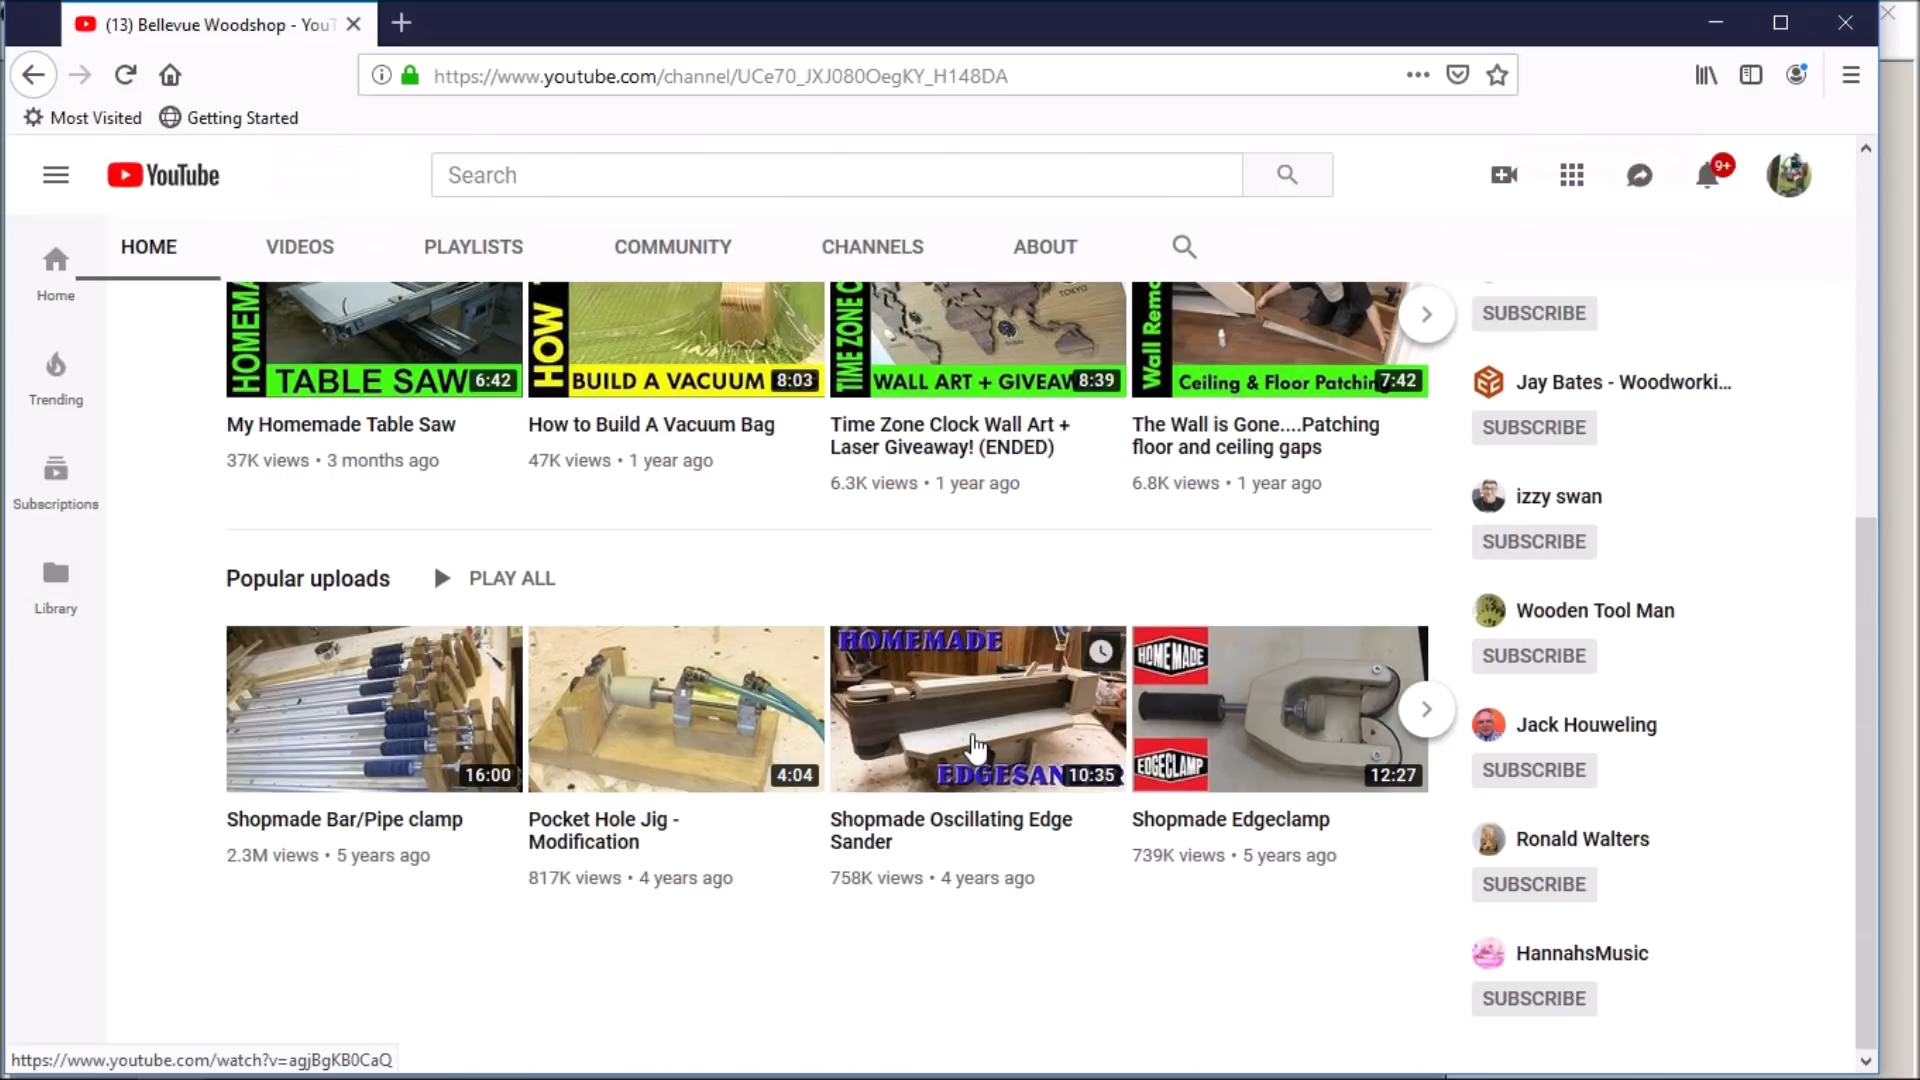 (13) Bellevue Woodshop - YouT
https://www.youtube.com/channel/UCe70_JXJ080OegKY_H148DA
Most Visited
Getting Started
YouTube
Search
9+
HOME
VIDEOS
PLAYLISTS
COMMUNITY
CHANNELS
ABOUT
Home
Trending
Subscriptions
Library
HOMEMA
TABLE SAW
6:42
HOW
BUILD A VACUUM
8:03
TIME ZONE C
TOKYO
WALL ART + GIVEAW
8:39
Wall Remo
Ceiling & Floor Patchin
7:42
My Homemade Table Saw
37K views • 3 months ago
How to Build A Vacuum Bag
47K views • 1 year ago
Time Zone Clock Wall Art +
Laser Giveaway! (ENDED)
6.3K views • 1 year ago
The Wall is Gone....Patching
floor and ceiling gaps
6.8K views • 1 year ago
Popular uploads
PLAY ALL
16:00
4:04
HOMEMADE
EDGESAN
R
10:35
HOMEMADE
EDGECLAMP
12:27
Shopmade Bar/Pipe clamp
2.3M views • 5 years ago
Pocket Hole Jig -
Modification
817K views • 4 years ago
Shopmade Oscillating Edge
Sander
758K views • 4 years ago
Shopmade Edgeclamp
739K views • 5 years ago
SUBSCRIBE
Jay Bates - Woodworki...
SUBSCRIBE
izzy swan
SUBSCRIBE
Wooden Tool Man
SUBSCRIBE
Jack Houweling
SUBSCRIBE
Ronald Walters
SUBSCRIBE
HannahsMusic
SUBSCRIBE
https://www.youtube.com/watch?v=agjBgKB0CaQ